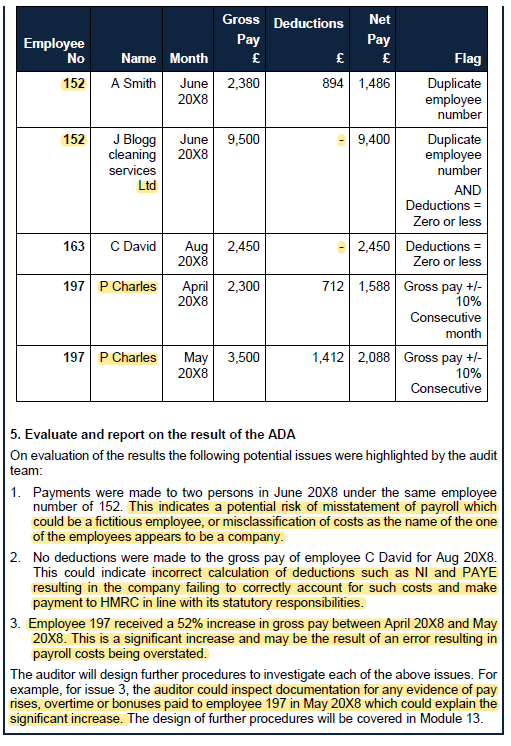 Employee No Name Month Gross Pay £ Deductions £ Net Pay £ Flag
152 A Smith June 20X8 2,380 894 1,486 Duplicate employee number
152 J Blogg cleaning services Ltd June 20X8 9,500 - 9,400 Duplicate employee number AND Deductions = Zero or less
163 C David Aug 20X8 2,450 - 2,450 Deductions = Zero or less
197 P Charles April 20X8 2,300 712 1,588 Gross pay +/- 10% Consecutive month
197 P Charles May 20X8 3,500 1,412 2,088 Gross pay +/- 10% Consecutive
5. Evaluate and report on the result of the ADA
On evaluation of the results the following potential issues were highlighted by the audit
team:
1. Payments were made to two persons in June 20X8 under the same employee
number of 152. This indicates a potential risk of misstatement of payroll which
could be a fictitious employee, or misclassification of costs as the name of the one
of the employees appears to be a company.
2. No deductions were made to the gross pay of employee C David for Aug 20X8.
This could indicate incorrect calculation of deductions such as NI and PAYE
resulting in the company failing to correctly account for such costs and make
payment to HMRC in line with its statutory responsibilities.
3. Employee 197 received a 52% increase in gross pay between April 20X8 and May
20X8. This is a significant increase and may be the result of an error resulting in
payroll costs being overstated.
The auditor will design further procedures to investigate each of the above issues. For
example, for issue 3, the auditor could inspect documentation for any evidence of pay
rises, overtime or bonuses paid to employee 197 in May 20X8 which could explain the
significant increase. The design of further procedures will be covered in Module 13.